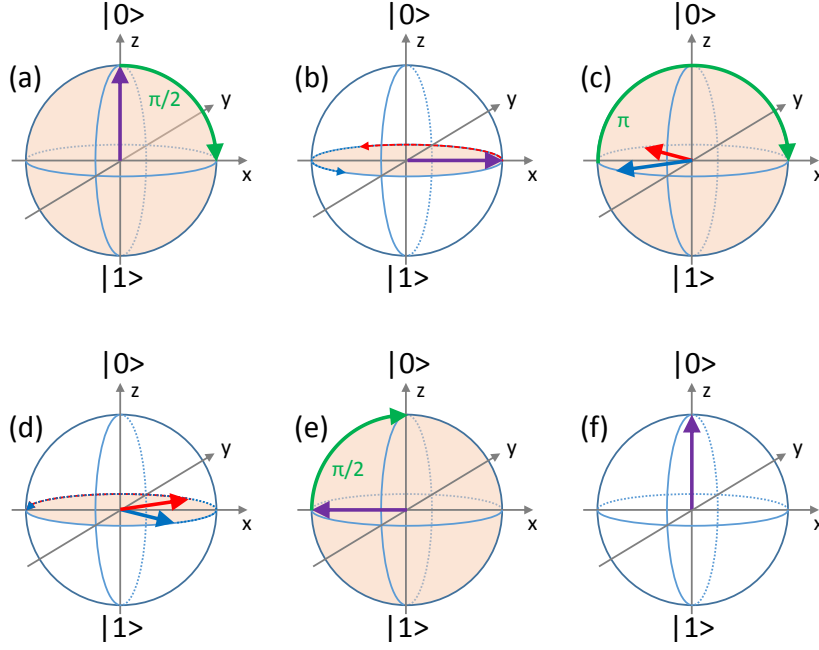 |0> |0> |0>
z z z
(a) (b) (c)
π/2 y y π y
x x x
|1> |1> |1>
|0> |0> |0>
z z z
(d) (e) (f)
y π/2 y y
x x x
|1> |1> |1>